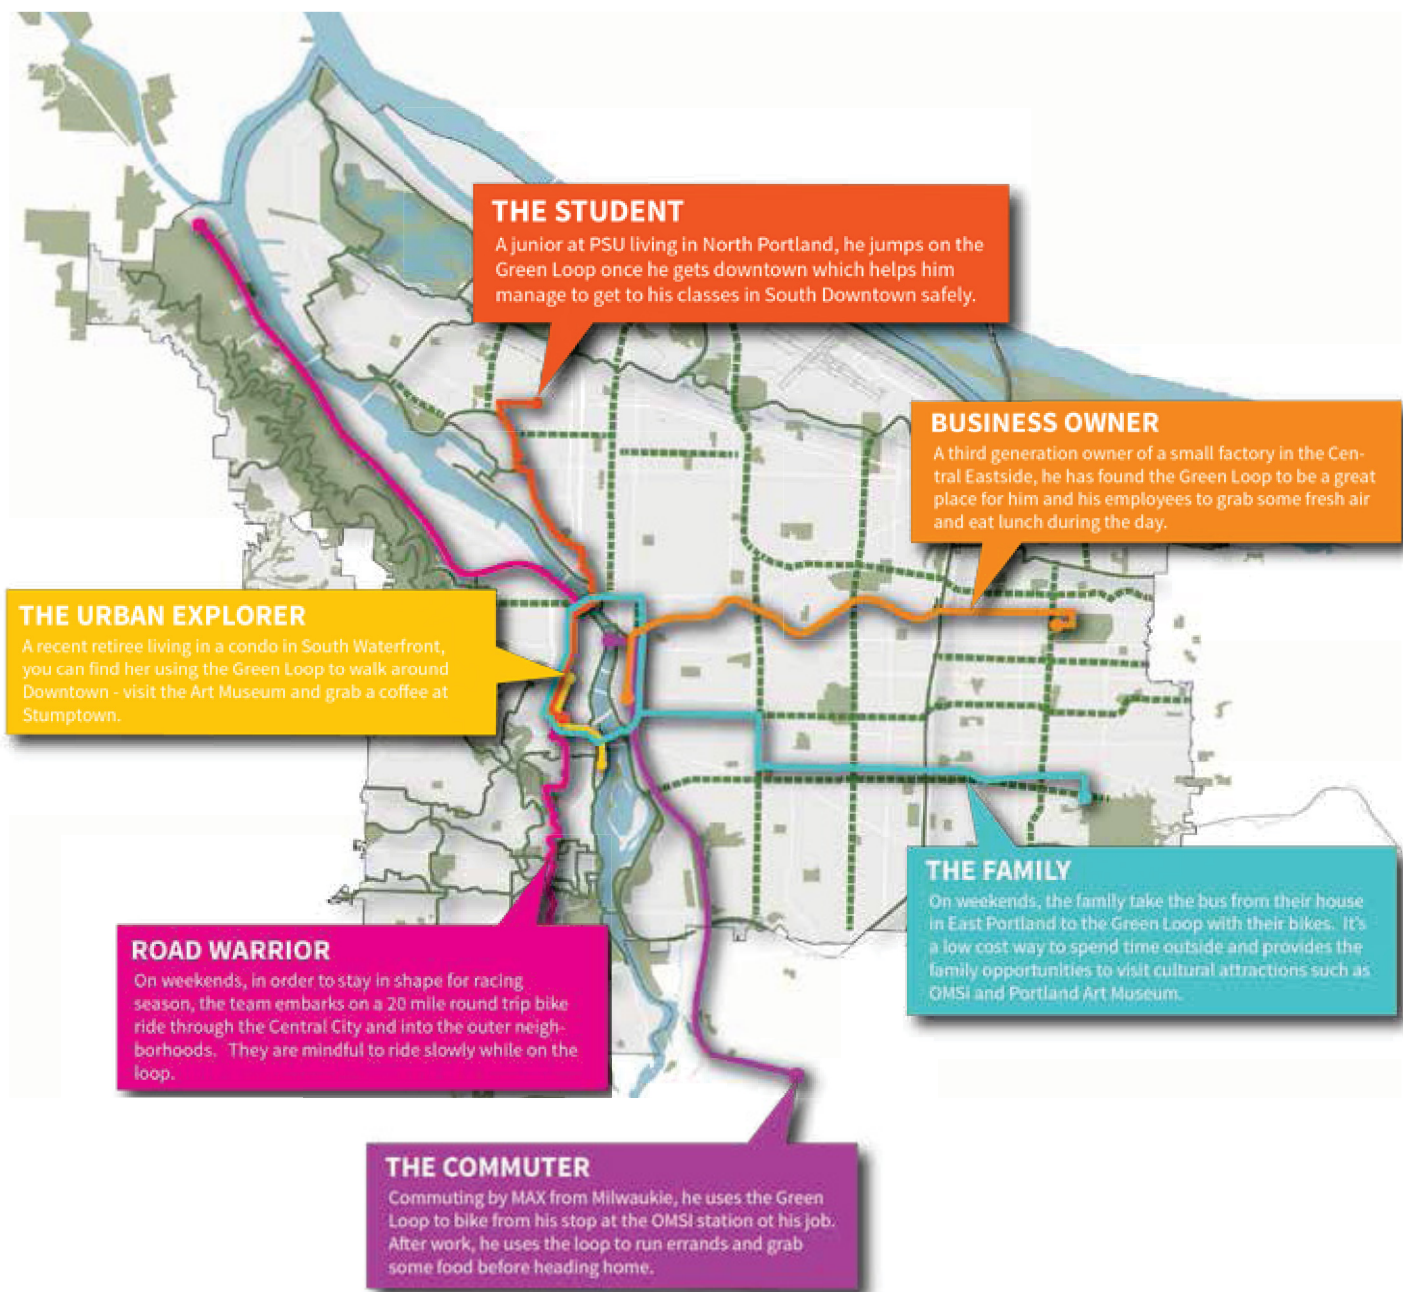 THE STUDENT
A junior at PSU living in North Portland, he jumps on the
Green Loop once he gets downtown which helps him
manage to get to his classes in South Downtown safely.
BUSINESS OWNER
A third generation owner of a small factory in the Cen-
tral Eastside, he has found the Green Loop to be a great
place for him and his employees to grab some fresh air
and eat lunch during the day.
THE URBAN EXPLORER
A recent retiree living in a condo in South Waterfront,
you can find her using the Green Loop to walk around
Downtown - visit the Art Museum and grab a coffee at
Stumptown.
THE FAMILY
On weekends, the family take the bus from their house
in East Portland to the Green Loop with their bikes. It's
a low cost way to spend time outside and provides the
family opportunities to visit cultural attractions such as
OMSI and Portland Art Museum.
ROAD WARRIOR
On weekends, in order to stay in shape for racing
season, the team embarks on a 20 mile round trip bike
ride through the Central City and into the outer neigh-
borhoods. They are mindful to ride slowly while on the
loop.
THE COMMUTER
Commuting by MAX from Milwaukie, he uses the Green
Loop to bike from his stop at the OMSI station ot his job.
After work, he uses the loop to run errands and grab
some food before heading home.